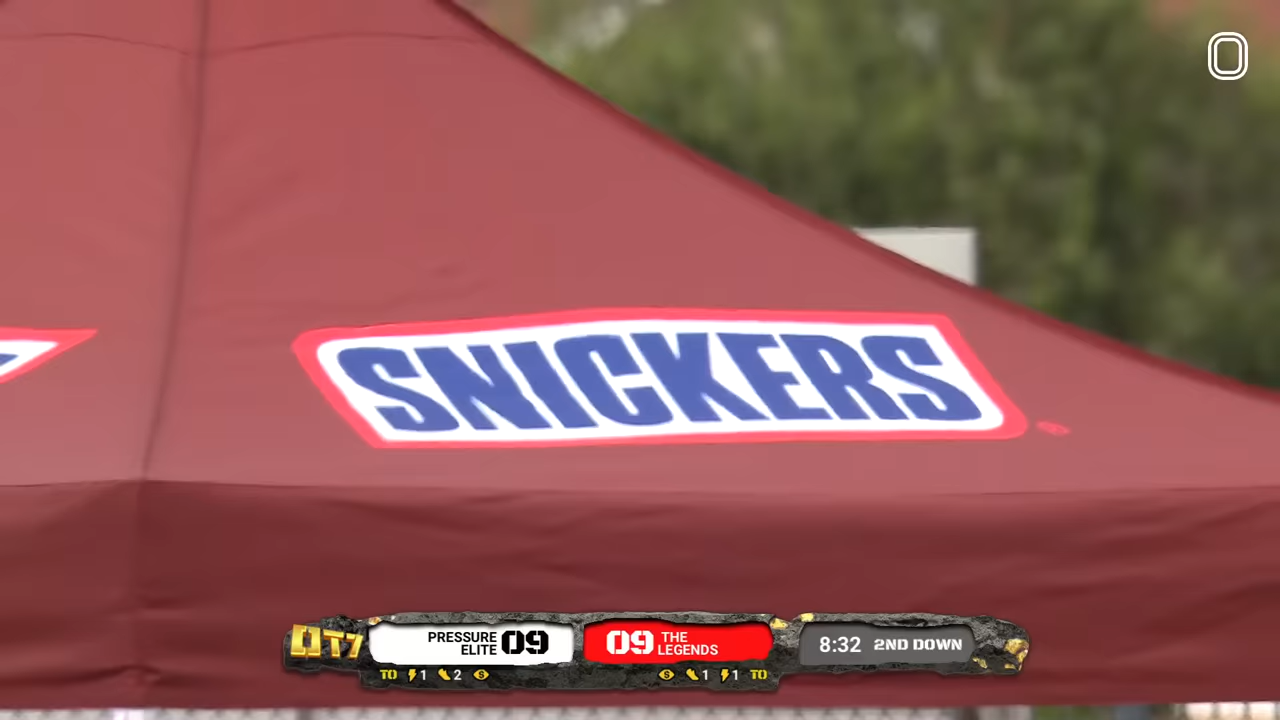 SNICKERS
OT7
PRESSURE
ELITE
09
09
THE
LEGENDS
8:32
2ND DOWN
TO
1
2
S
S
1
1
TO